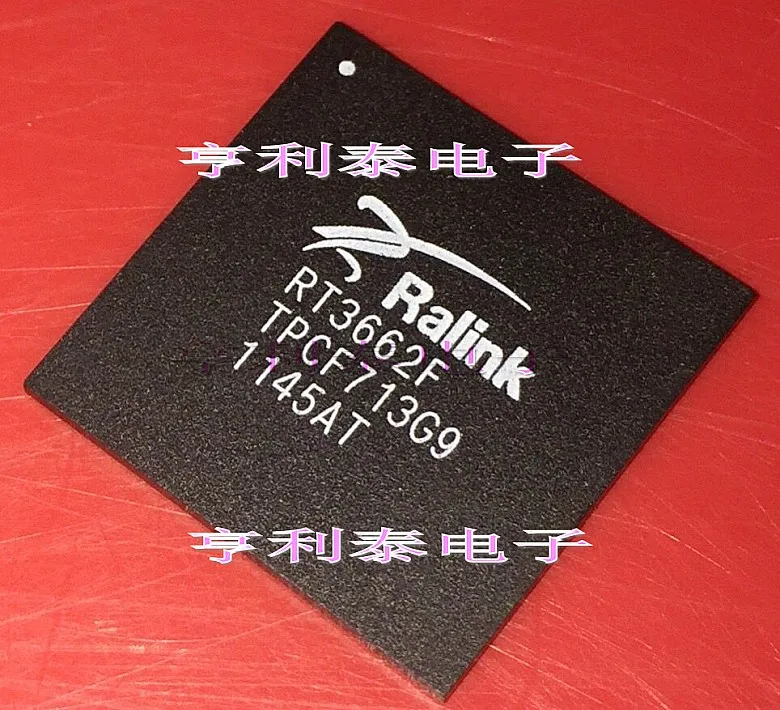 亨利泰电子
Ralink
RT3662F
TPCF713G9
1145AT
亨利泰电子